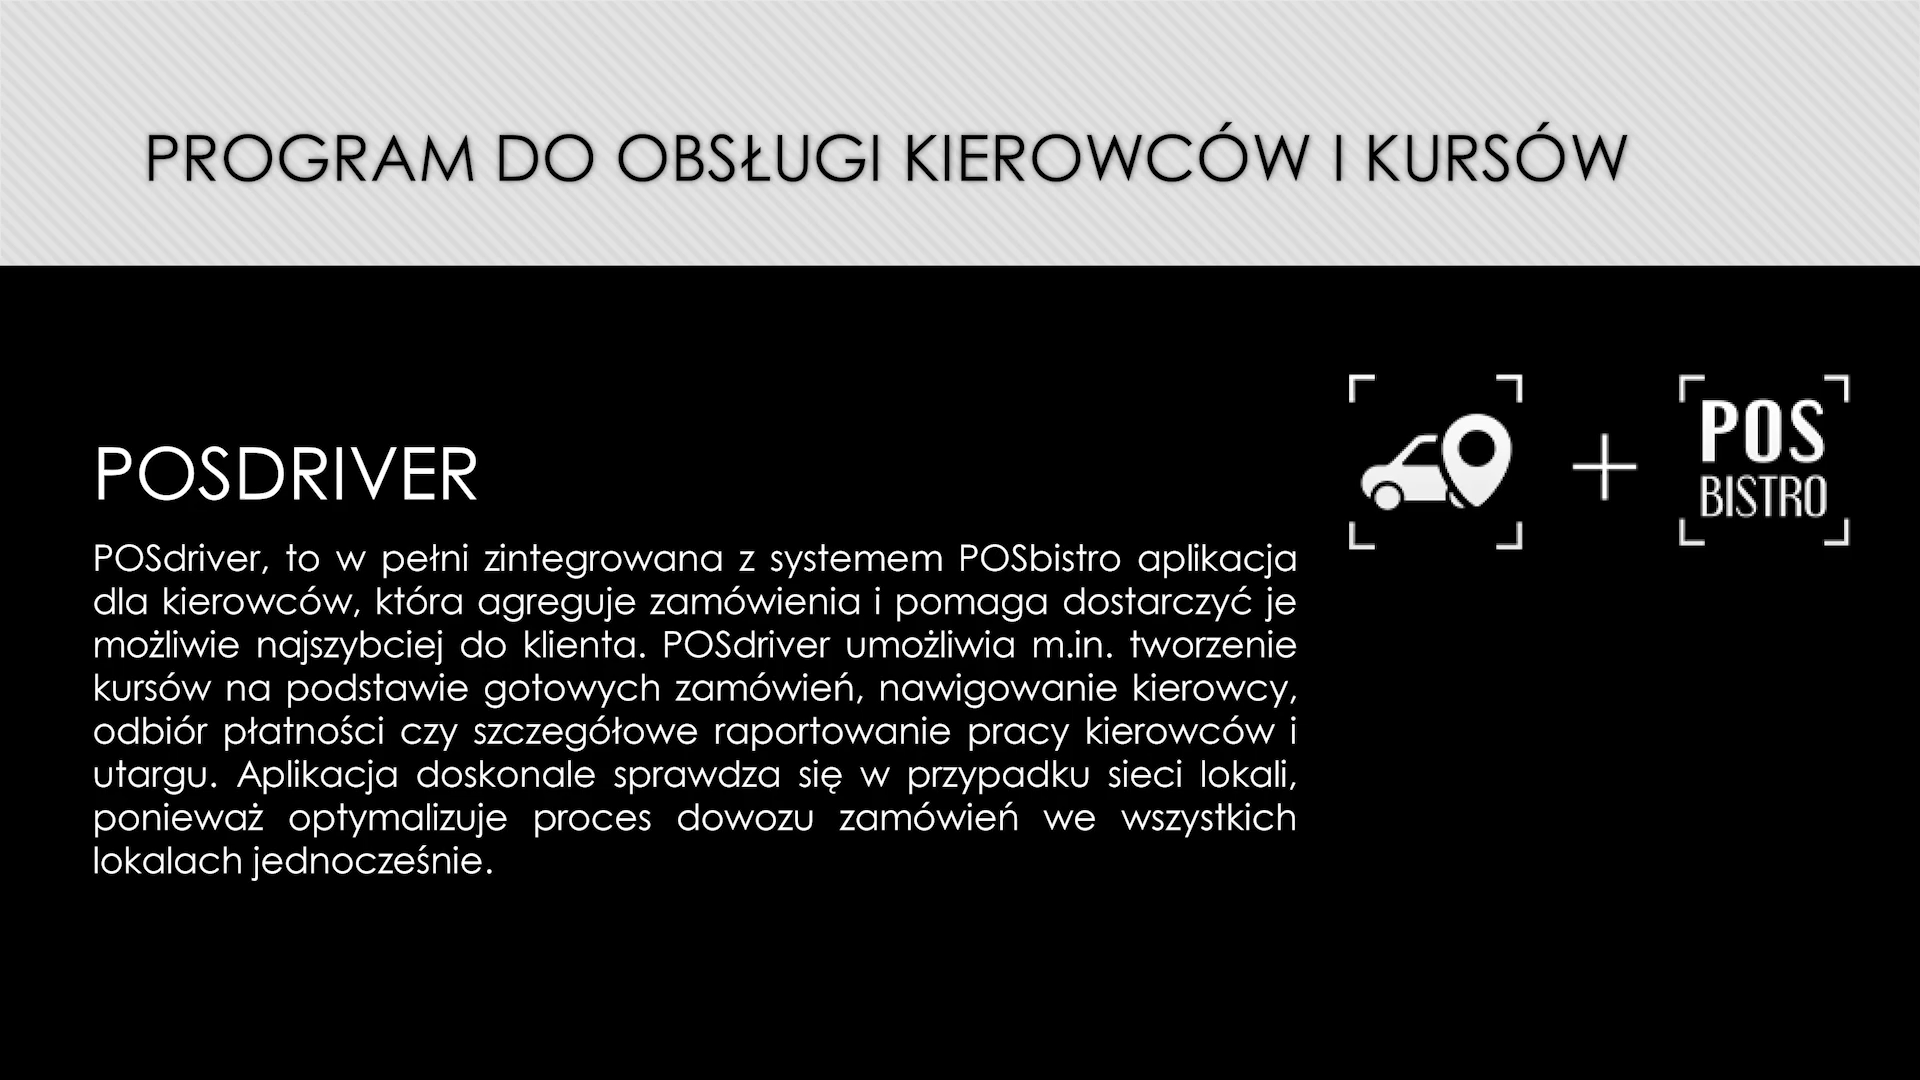 PROGRAM DO OBSŁUGI KIEROWCÓW I KURSÓW
POSDRIVER
POSdriver, to w pełni zintegrowana z systemem POSbistro aplikacja
dla kierowców, która agreguje zamówienia i pomaga dostarczyć je
możliwie najszybciej do klienta. POSdriver umożliwia m.in. tworzenie
kursów na podstawie gotowych zamówień, nawigowanie kierowcy,
odbiór płatności czy szczegółowe raportowanie pracy kierowców i
utargu. Aplikacja doskonale sprawdza się w przypadku sieci lokali,
ponieważ optymalizuje proces dowozu zamówień we wszystkich
lokalach jednocześnie.
+
POS
BISTRO